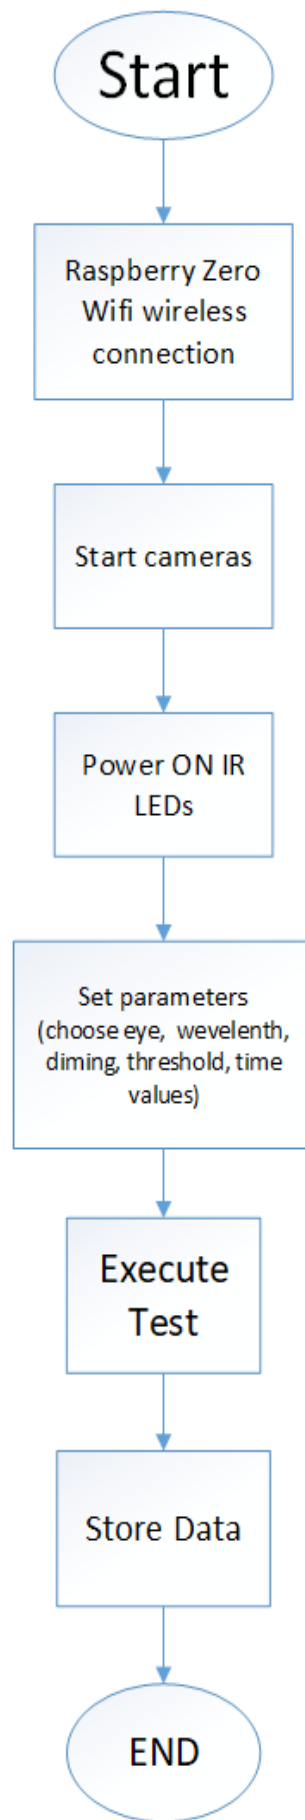 Start
Raspberry Zero
Wifi wireless
connection
Start cameras
Power ON IR
LEDs
Set parameters
(choose eye, wevelenth,
diming, threshold, time
values)
Execute
Test
Store Data
END